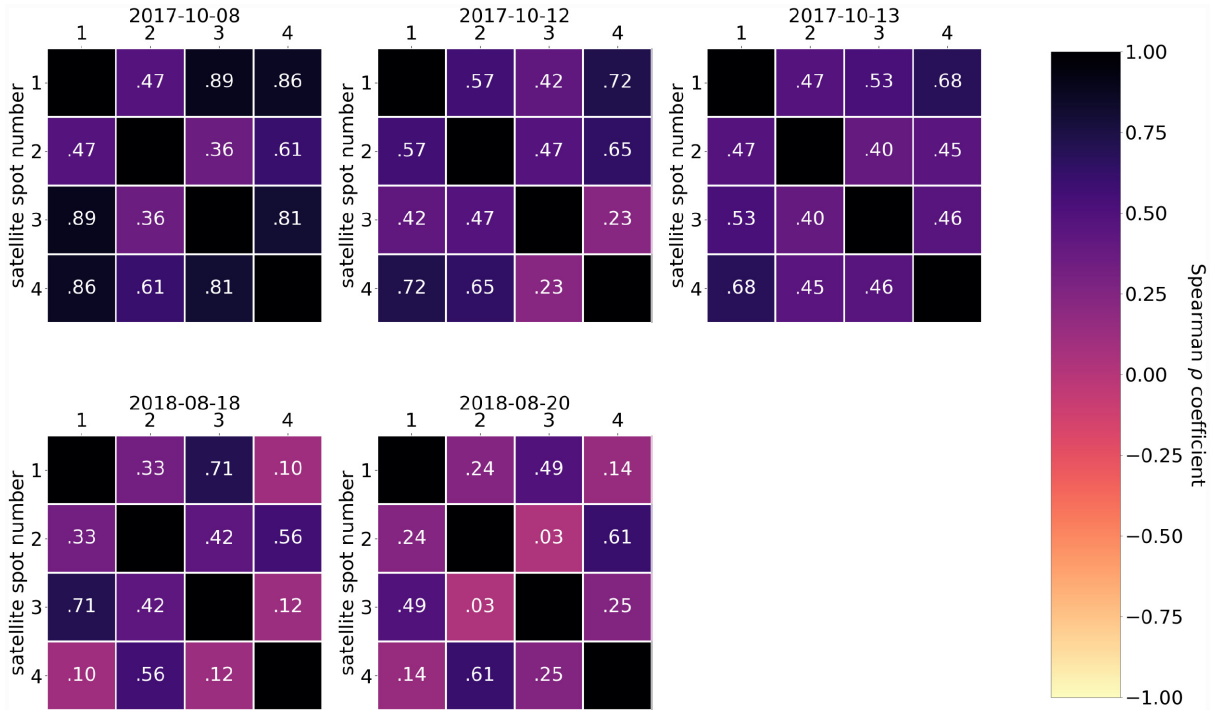 2017-10-08
1 2 3 4
satellite spot number
1 .47 .89 .86
2 .47 .36 .61
3 .89 .36 .81
4 .86 .61 .81
2017-10-12
1 2 3 4
satellite spot number
1 .57 .42 .72
2 .57 .47 .65
3 .42 .47 .23
4 .72 .65 .23
2017-10-13
1 2 3 4
satellite spot number
1 .47 .53 .68
2 .47 .40 .45
3 .53 .40 .46
4 .68 .45 .46
2018-08-18
1 2 3 4
satellite spot number
1 .33 .71 .10
2 .33 .42 .56
3 .71 .42 .12
4 .10 .56 .12
2018-08-20
1 2 3 4
satellite spot number
1 .24 .49 .14
2 .24 .03 .61
3 .49 .03 .25
4 .14 .61 .25
1.00
0.75
0.50
0.25
0.00
−0.25
−0.50
−0.75
−1.00
Spearman ρ coefficient